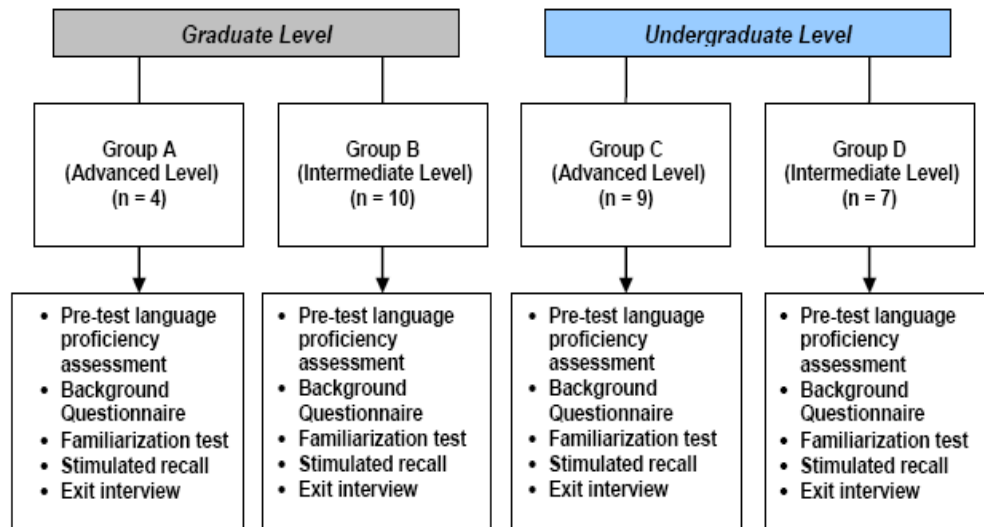 Graduate Level
Undergraduate Level
Group A
(Advanced Level)
(n = 4)
Group B
(Intermediate Level)
(n = 10)
Group C
(Advanced Level)
(n = 9)
Group D
(Intermediate Level)
(n = 7)
• Pre-test language
proficiency
assessment
• Background
Questionnaire
• Familiarization test
• Stimulated recall
• Exit interview
• Pre-test language
proficiency
assessment
• Background
Questionnaire
• Familiarization test
• Stimulated recall
• Exit interview
• Pre-test language
proficiency
assessment
• Background
Questionnaire
• Familiarization test
• Stimulated recall
• Exit interview
• Pre-test language
proficiency
assessment
• Background
Questionnaire
• Familiarization test
• Stimulated recall
• Exit interview